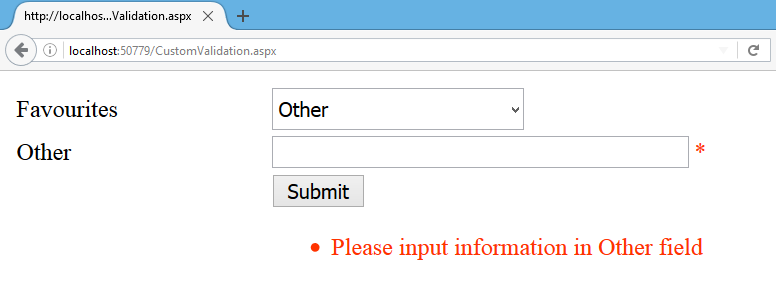 http://localhos...Validation.aspx
localhost:50779/CustomValidation.aspx
Favourites Other
Other *
Submit
• Please input information in Other field